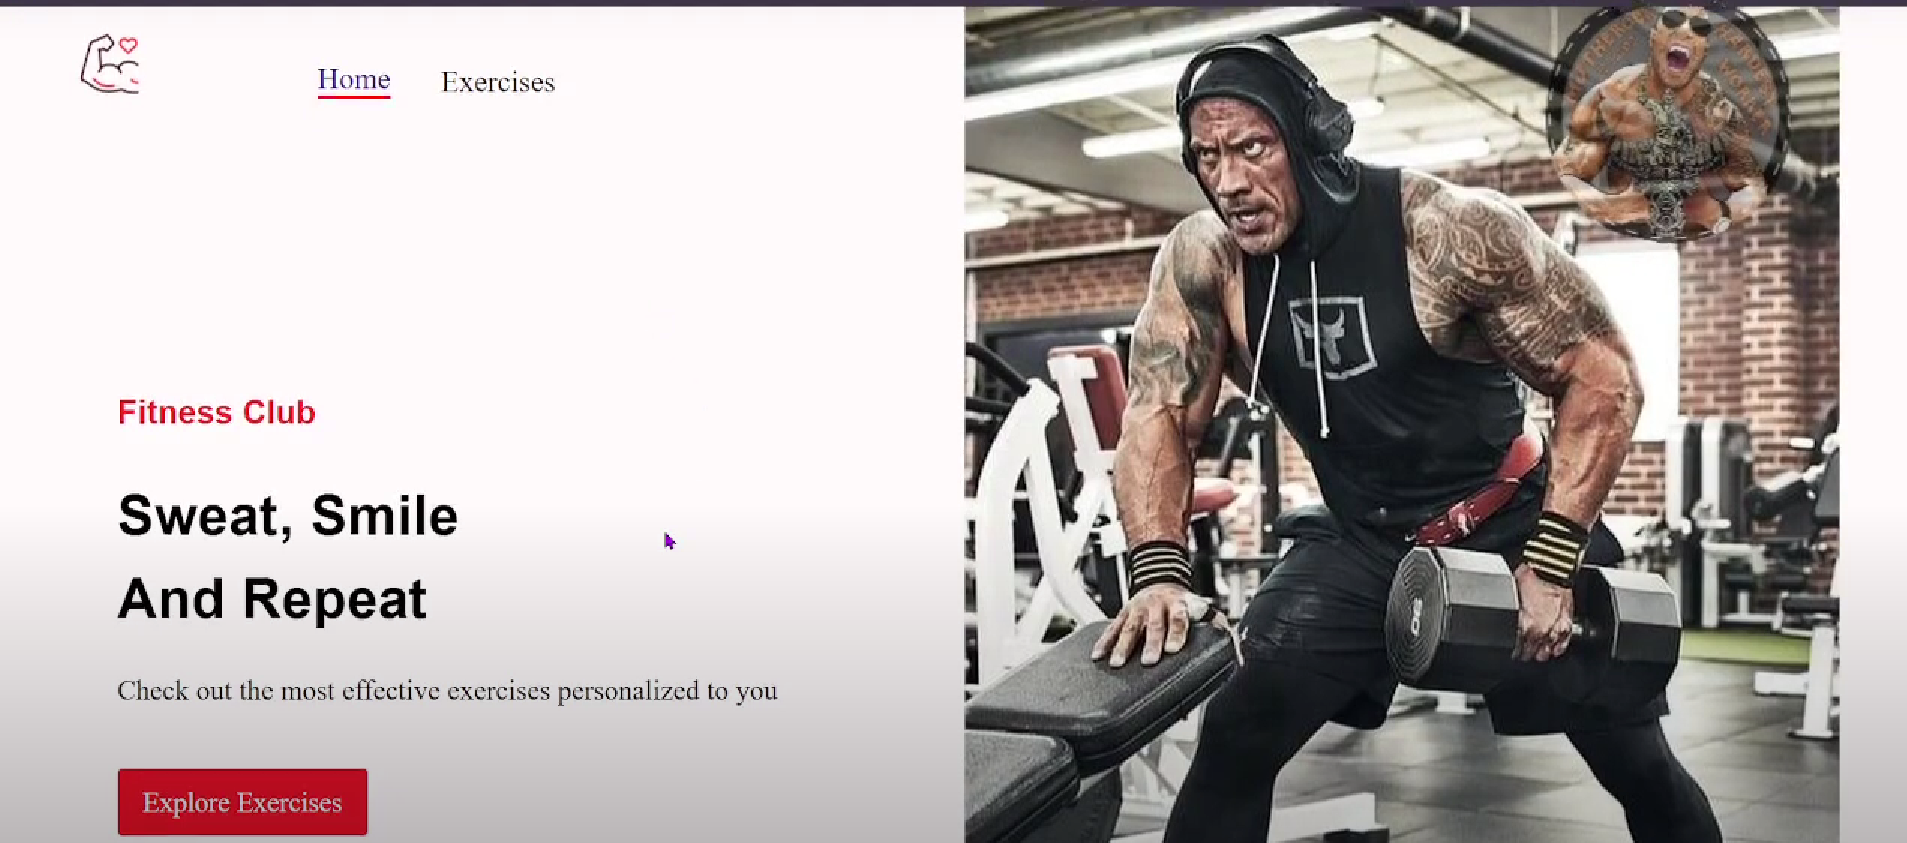 Home
Exercises
Fitness Club
Sweat, Smile
And Repeat
Check out the most effective exercises personalized to you
Explore Exercises